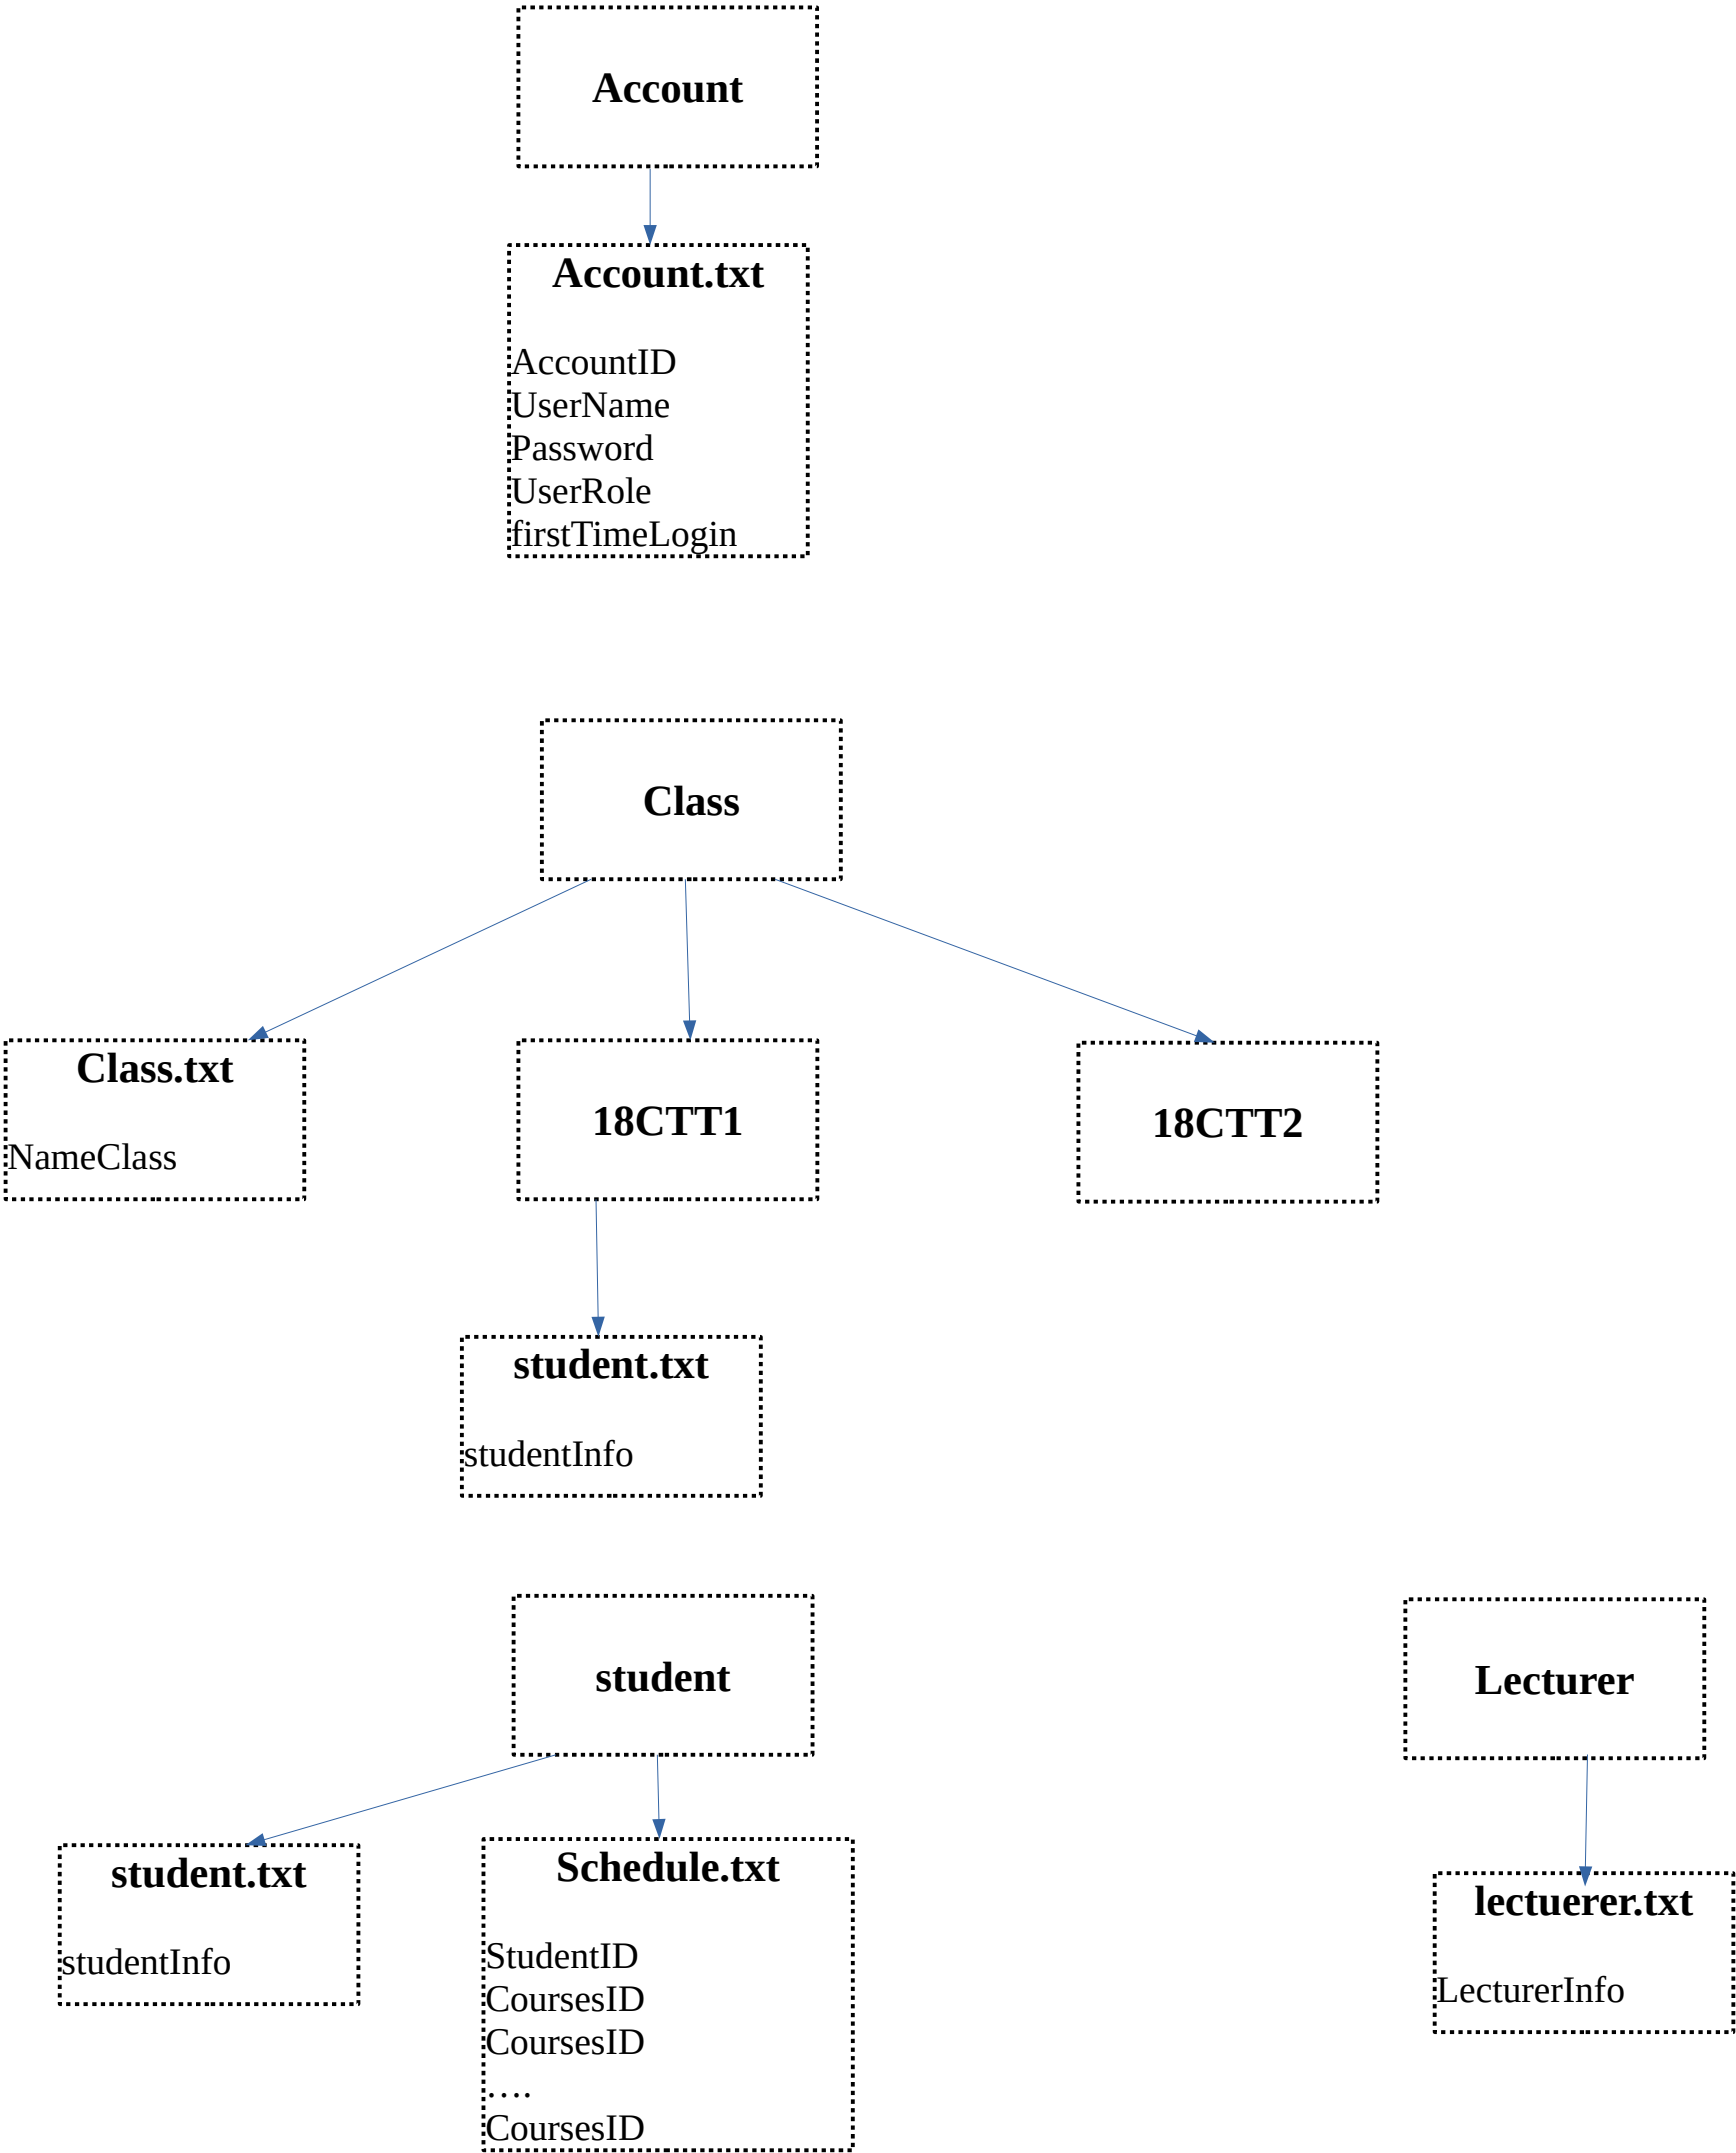 Account
Account.txt
AccountID
UserName
Password
UserRole
firstTimeLogin
Class
Class.txt
NameClass
18CTT1
18CTT2
student.txt
studentInfo
student
Lecturer
student.txt
studentInfo
Schedule.txt
StudentID
CoursesID
CoursesID
….
CoursesID
lectuerer.txt
LecturerInfo